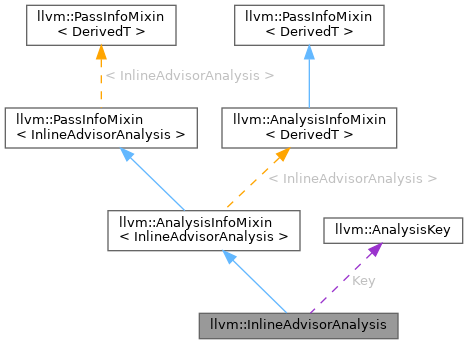 llvm::PassInfoMixin
< DerivedT >
llvm::PassInfoMixin
< DerivedT >
< InlineAdvisorAnalysis >
llvm::PassInfoMixin
< InlineAdvisorAnalysis >
llvm::AnalysisInfoMixin
< DerivedT >
< InlineAdvisorAnalysis >
llvm::AnalysisInfoMixin
< InlineAdvisorAnalysis >
llvm::AnalysisKey
Key
llvm::InlineAdvisorAnalysis